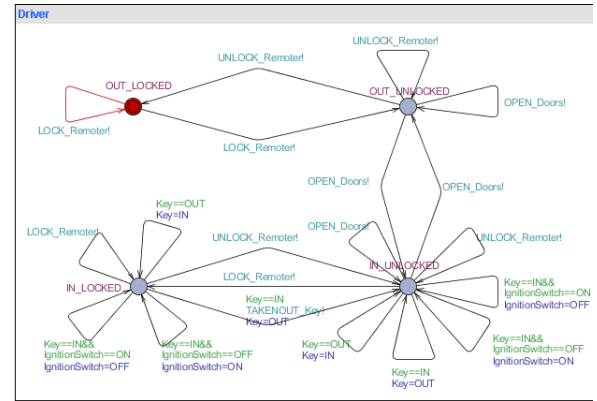 Driver
UNLOCK_Remoter!
UNLOCK_Remoter!
OUT_LOCKED
OUT_UNLOCKED
OPEN_Doors!
LOCK_Remoter!
LOCK_Remoter!
OPEN_Doors!
OPEN_Doors!
Key==OUT
Key=IN
LOCK_Remoter!
OPEN_Doors!
UNLOCK_Remoter!
UNLOCK_Remoter!
IN_UNLOCKED
LOCK_Remoter!
IN_LOCKED
Key==IN
TAKENOUT_Key!
Key=OUT
Key==IN&&
IgnitionSwitch==ON
IgnitionSwitch=OFF
Key==IN&&
IgnitionSwitch==ON
IgnitionSwitch=OFF
Key==IN&&
IgnitionSwitch==OFF
IgnitionSwitch=ON
Key==OUT
Key=IN
Key==IN&&
IgnitionSwitch==OFF
IgnitionSwitch=ON
Key==IN
Key=OUT